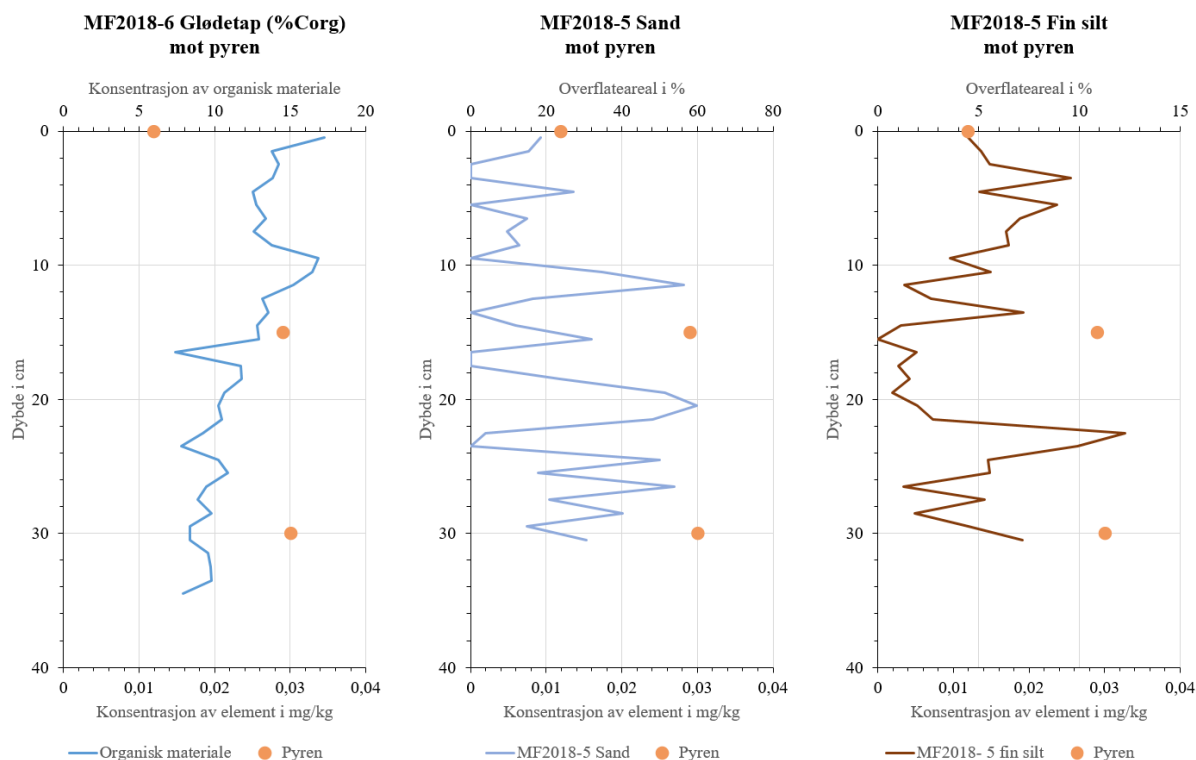 MF2018-6 Glødetap (%Corg)
mot pyren
Konsentrasjon av organisk materiale
0 5 10 15 20
0
10
20
30
40
Dybde i cm
0 0,01 0,02 0,03 0,04
Konsentrasjon av element i mg/kg
Organisk materiale Pyren
MF2018-5 Sand
mot pyren
Overflateareal i %
0 20 40 60 80
0
10
20
30
40
Dybde i cm
0 0,01 0,02 0,03 0,04
Konsentrasjon av element i mg/kg
MF2018-5 Sand Pyren
MF2018-5 Fin silt
mot pyren
Overflateareal i %
0 5 10 15
0
10
20
30
40
Dybde i cm
0 0,01 0,02 0,03 0,04
Konsentrasjon av element i mg/kg
MF2018- 5 fin silt Pyren